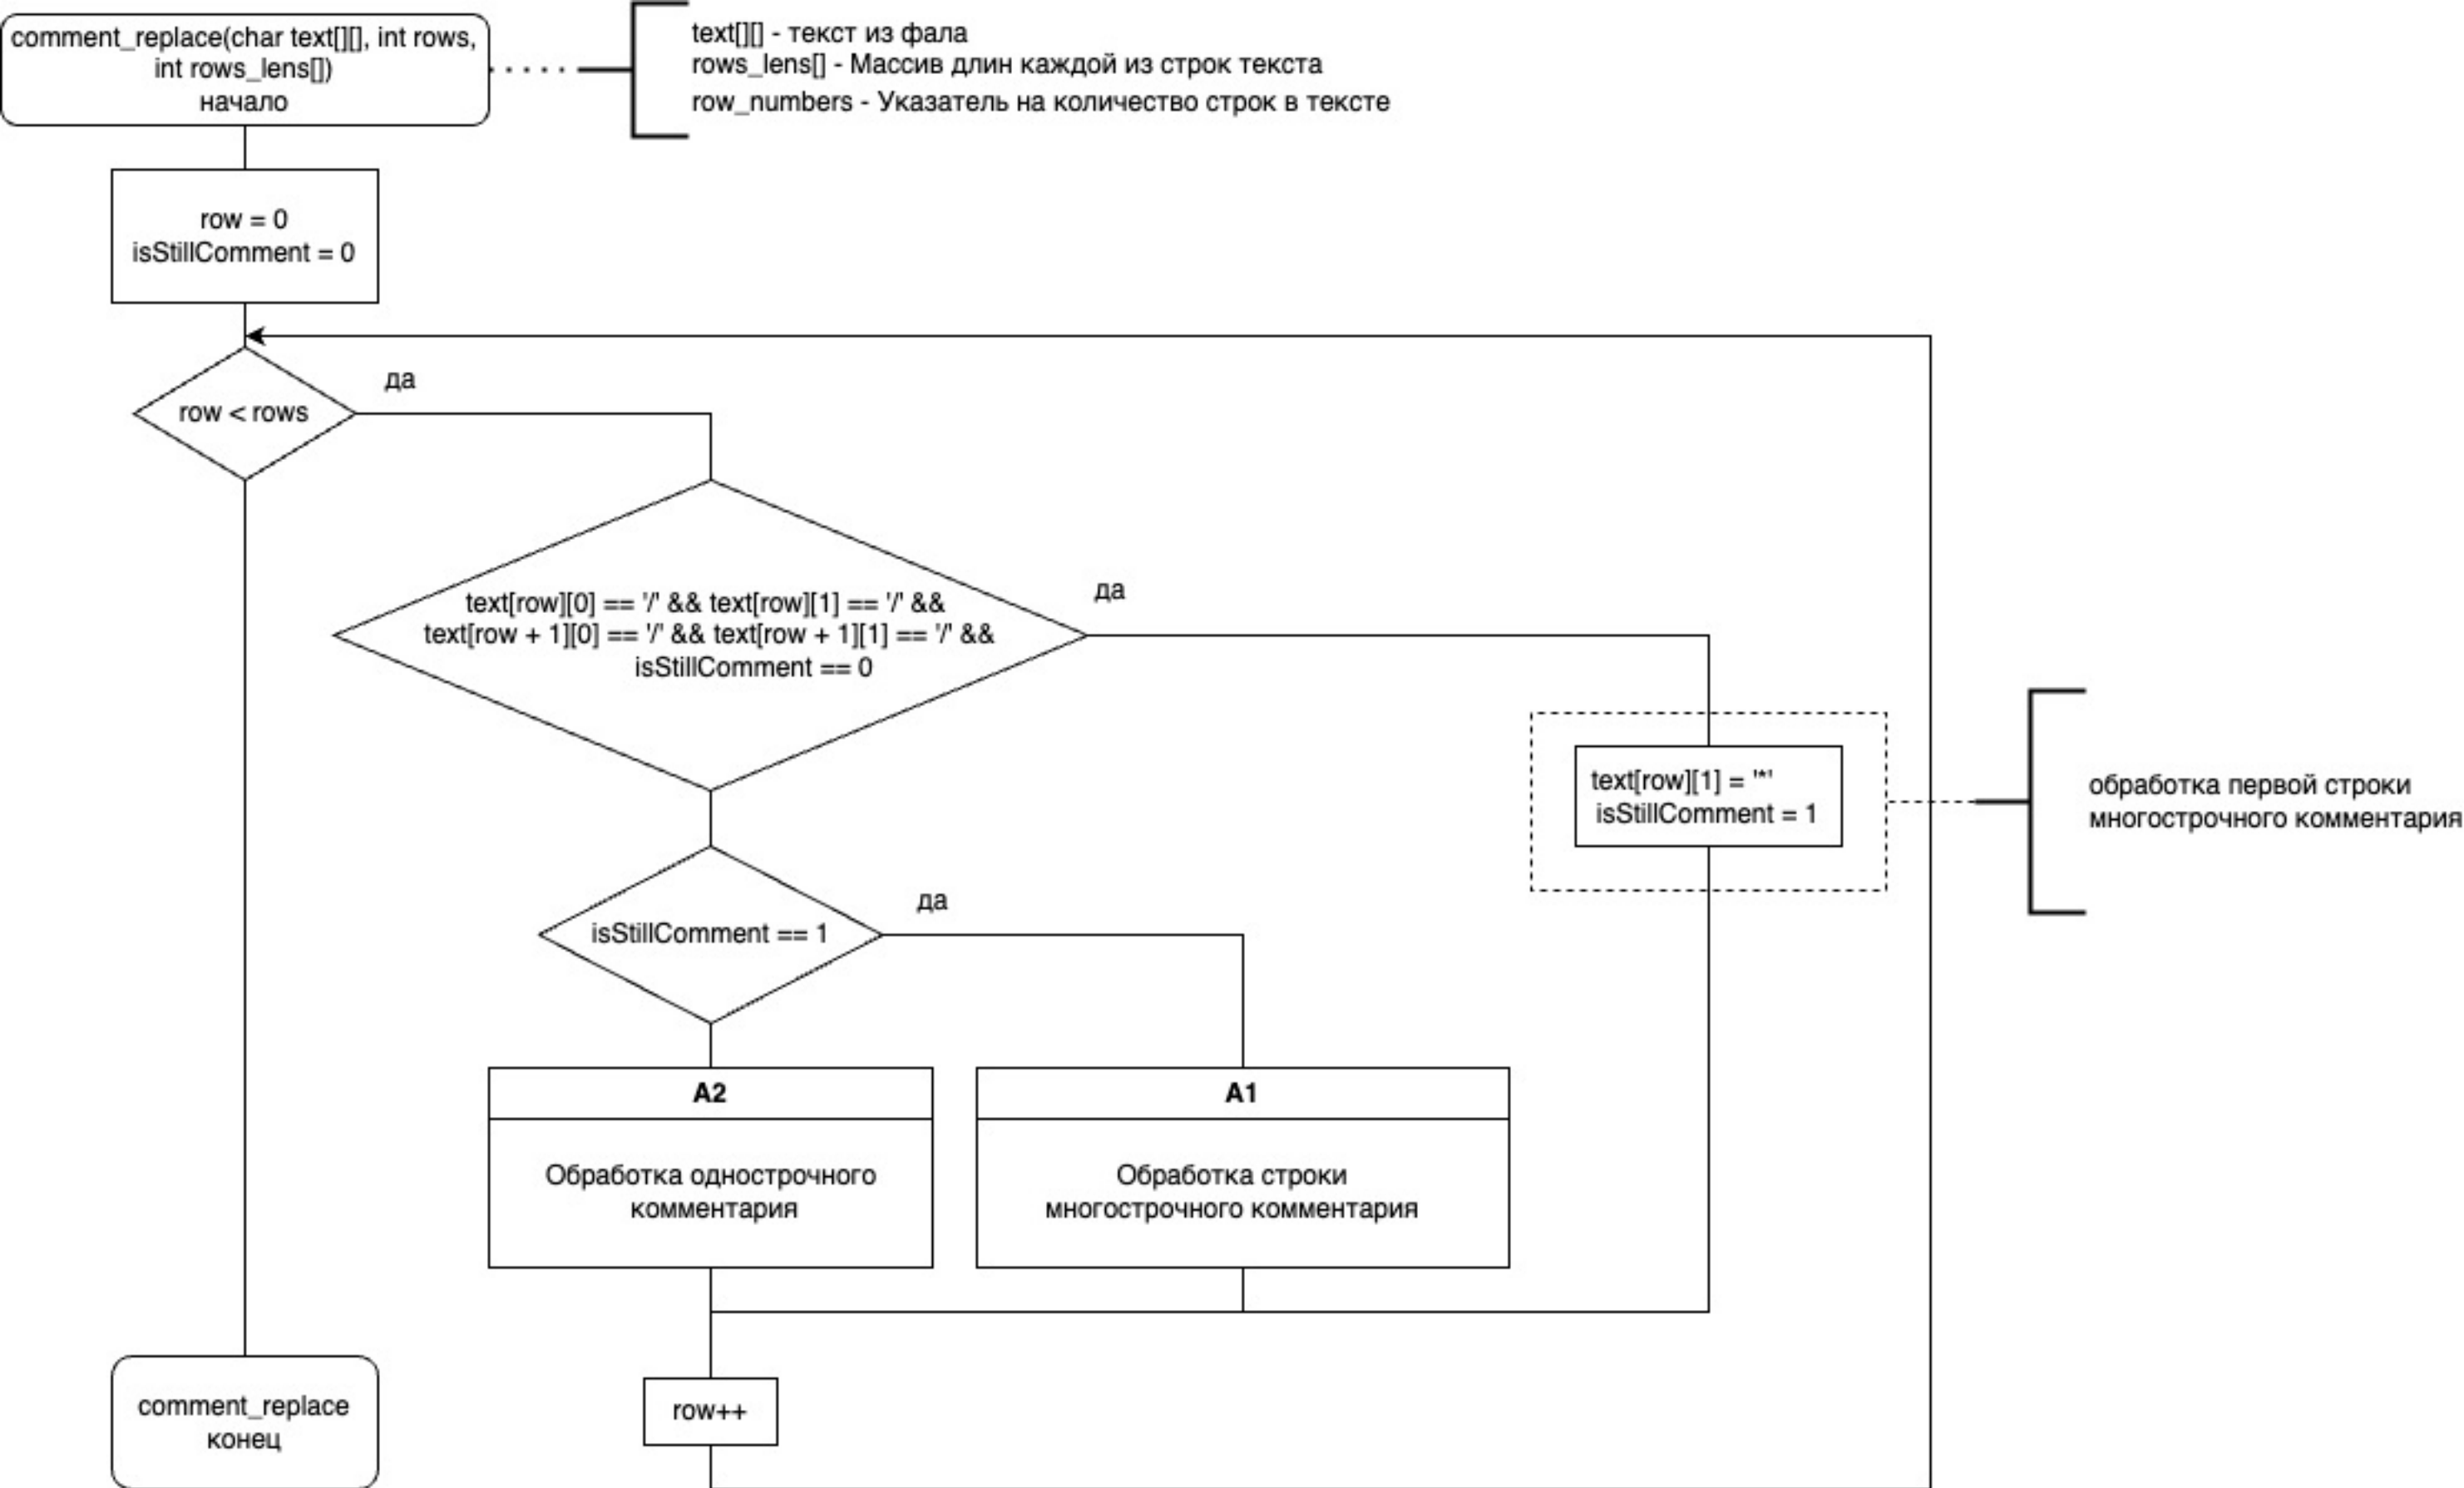 comment_replace(char text[][], int rows,
int rows_lens[])
начало
text[][] - текст из фала
rows_lens[] - Массив длин каждой из строк текста
row_numbers - Указатель на количество строк в тексте
row = 0
isStillComment = 0
да
row < rows
да
text[row][0] == '/' && text[row][1] == '/' &&
text[row + 1][0] == '/' && text[row + 1][1] == '/' &&
isStillComment == 0
text[row][1] = '*'
isStillComment = 1
обработка первой строки
многострочного комментария
да
isStillComment == 1
A2
Обработка однострочного
комментария
A1
Обработка строки
многострочного комментария
row++
comment_replace
конец